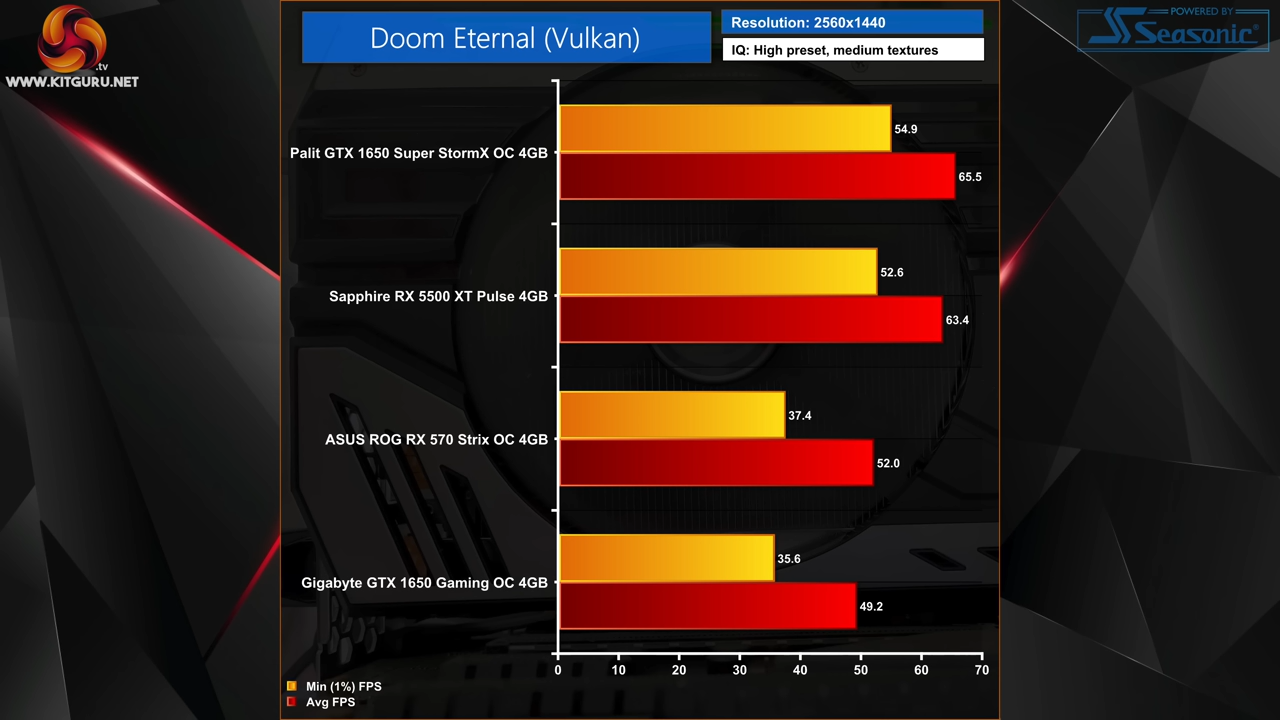 .tv
WWW.KITGURU.NET
Doom Eternal (Vulkan)
Resolution: 2560x1440
IQ: High preset, medium textures
POWERED BY
Seasonic®
Palit GTX 1650 Super StormX OC 4GB
54.9
65.5
Sapphire RX 5500 XT Pulse 4GB
52.6
63.4
ASUS ROG RX 570 Strix OC 4GB
37.4
52.0
Gigabyte GTX 1650 Gaming OC 4GB
35.6
49.2
0 10 20 30 40 50 60 70
Min (1%) FPS
Avg FPS